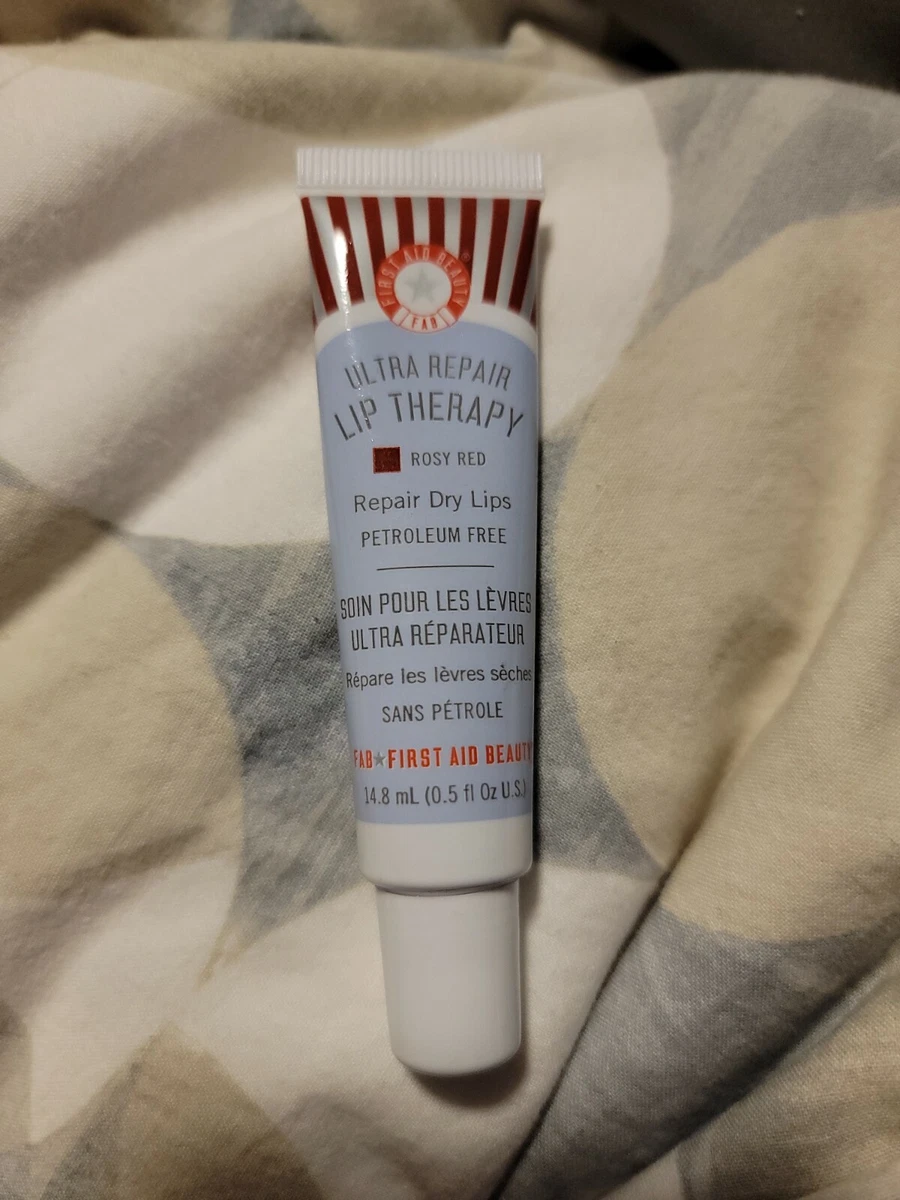 FIRST AID BEAUTY®
FAB
ULTRA REPAIR
LIP THERAPY
ROSY RED
Repair Dry Lips
PETROLEUM FREE
SOIN POUR LES LÈVRES
ULTRA RÉPARATEUR
Répare les lèvres sèches
SANS PÉTROLE
FAB★FIRST AID BEAUTY
14.8 mL (0.5 fl Oz U.S.)